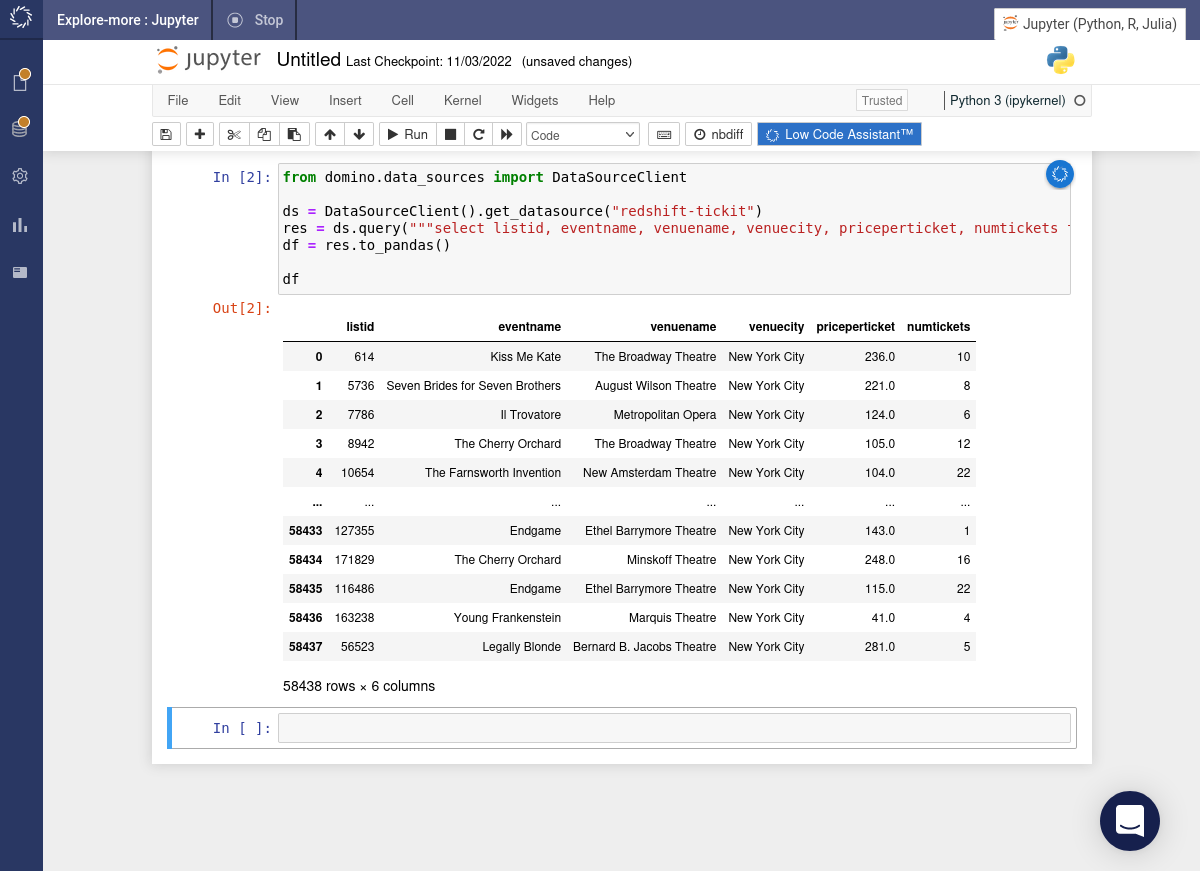 Explore-more : Jupyter Stop
Jupyter (Python, R, Julia)
jupyter Untitled Last Checkpoint: 11/03/2022 (unsaved changes)
File Edit View Insert Cell Kernel Widgets Help Trusted Python 3 (ipykernel)
Run Code nbdiff Low Code Assistant™
In [2]: from domino.data_sources import DataSourceClient
ds = DataSourceClient().get_datasource("redshift-tickit")
res = ds.query("""select listid, eventname, venuename, venuecity, priceperticket, numtickets
df = res.to_pandas()
df
Out[2]:
listid eventname venuename venuecity priceperticket numtickets
0 614 Kiss Me Kate The Broadway Theatre New York City 236.0 10
1 5736 Seven Brides for Seven Brothers August Wilson Theatre New York City 221.0 8
2 7786 Il Trovatore Metropolitan Opera New York City 124.0 6
3 8942 The Cherry Orchard The Broadway Theatre New York City 105.0 12
4 10654 The Farnsworth Invention New Amsterdam Theatre New York City 104.0 22
... ... ... ... ... ... ...
58433 127355 Endgame Ethel Barrymore Theatre New York City 143.0 1
58434 171829 The Cherry Orchard Minskoff Theatre New York City 248.0 16
58435 116486 Endgame Ethel Barrymore Theatre New York City 115.0 22
58436 163238 Young Frankenstein Marquis Theatre New York City 41.0 4
58437 56523 Legally Blonde Bernard B. Jacobs Theatre New York City 281.0 5
58438 rows × 6 columns
In [ ]: